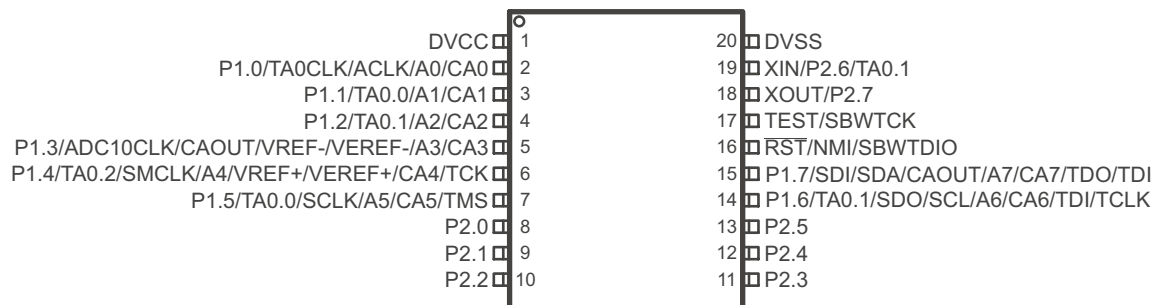 DVCC 1 20 DVSS
P1.0/TA0CLK/ACLK/A0/CA0 2 19 XIN/P2.6/TA0.1
P1.1/TA0.0/A1/CA1 3 18 XOUT/P2.7
P1.2/TA0.1/A2/CA2 4 17 TEST/SBWTCK
P1.3/ADC10CLK/CAOUT/VREF-/VEREF-/A3/CA3 5 16 RST/NMI/SBWTDIO
P1.4/TA0.2/SMCLK/A4/VREF+/VEREF+/CA4/TCK 6 15 P1.7/SDI/SDA/CAOUT/A7/CA7/TDO/TDI
P1.5/TA0.0/SCLK/A5/CA5/TMS 7 14 P1.6/TA0.1/SDO/SCL/A6/CA6/TDI/TCLK
P2.0 8 13 P2.5
P2.1 9 12 P2.4
P2.2 10 11 P2.3